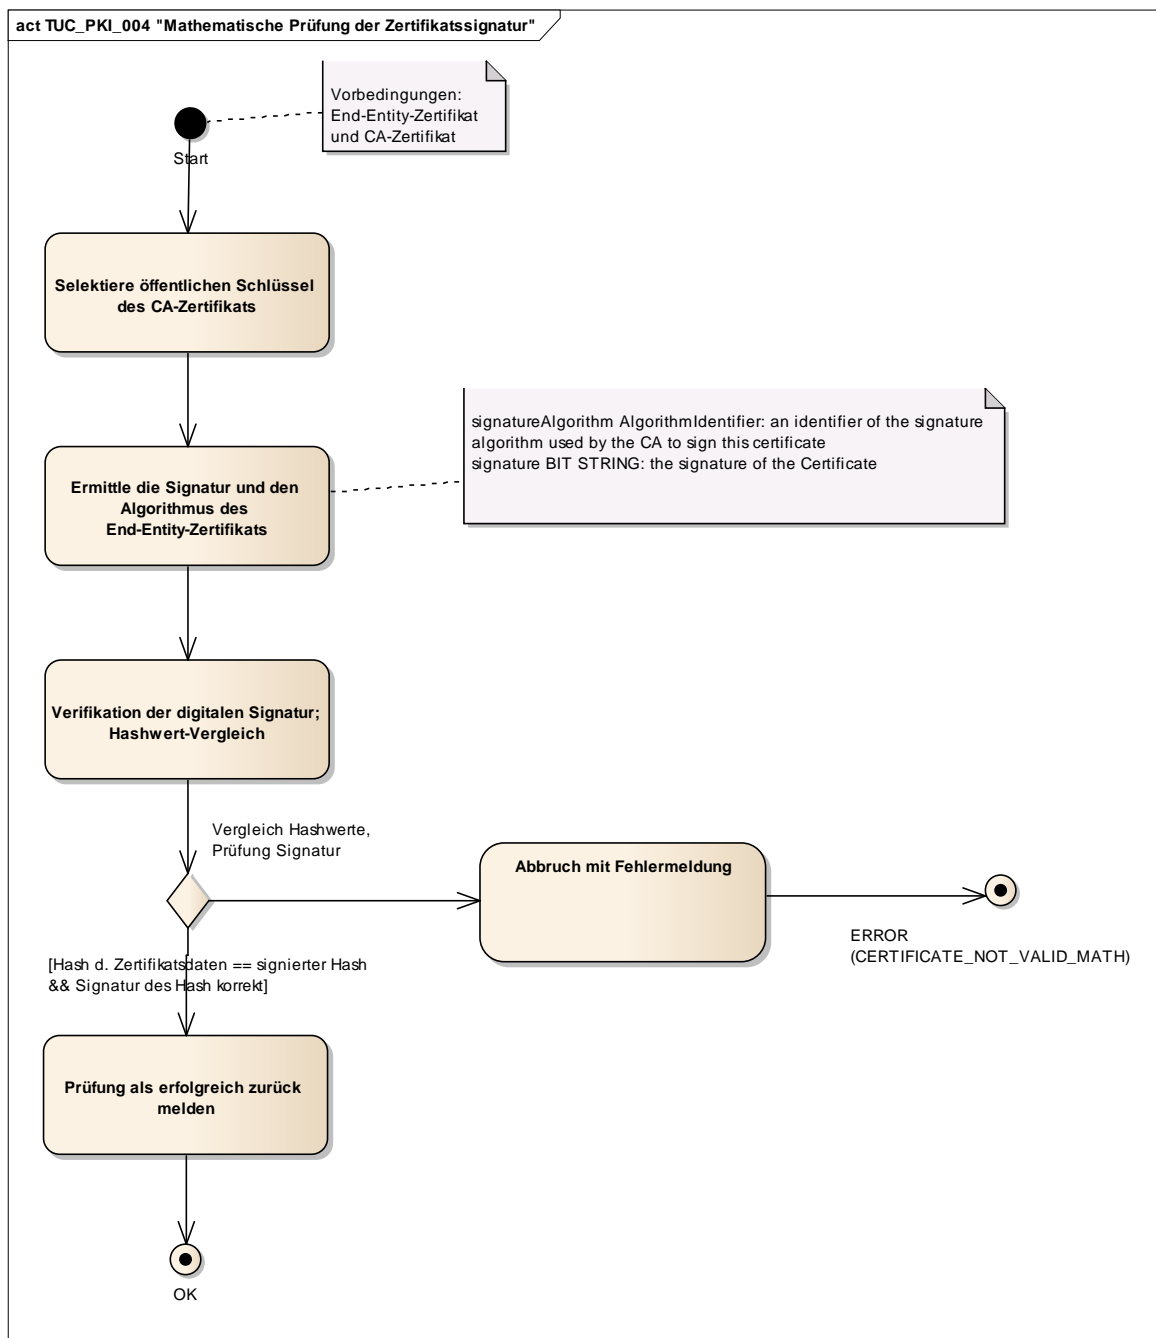 act TUC_PKI_004 "Mathematische Prüfung der Zertifikatssignatur"
Vorbedingungen:
End-Entity-Zertifikat
und CA-Zertifikat
Start
Selektiere öffentlichen Schlüssel
des CA-Zertifikats
signatureAlgorithm AlgorithmIdentifier: an identifier of the signature
algorithm used by the CA to sign this certificate
signature BIT STRING: the signature of the Certificate
Ermittle die Signatur und den
Algorithmus des
End-Entity-Zertifikats
Verifikation der digitalen Signatur;
Hashwert-Vergleich
Vergleich Hashwerte,
Prüfung Signatur
Abbruch mit Fehlermeldung
ERROR
(CERTIFICATE_NOT_VALID_MATH)
[Hash d. Zertifikatsdaten == signierter Hash
&& Signatur des Hash korrekt]
Prüfung als erfolgreich zurück
melden
OK